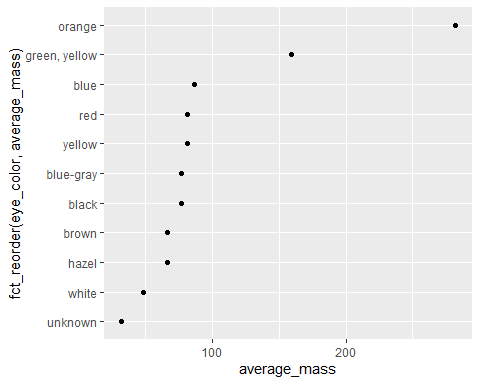 fct_reorder(eye_color, average_mass)
orange
green, yellow
blue
red
yellow
blue-gray
black
brown
hazel
white
unknown
100
200
average_mass